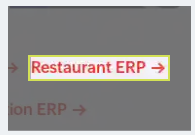 Restaurant ERP →
ion ERP →